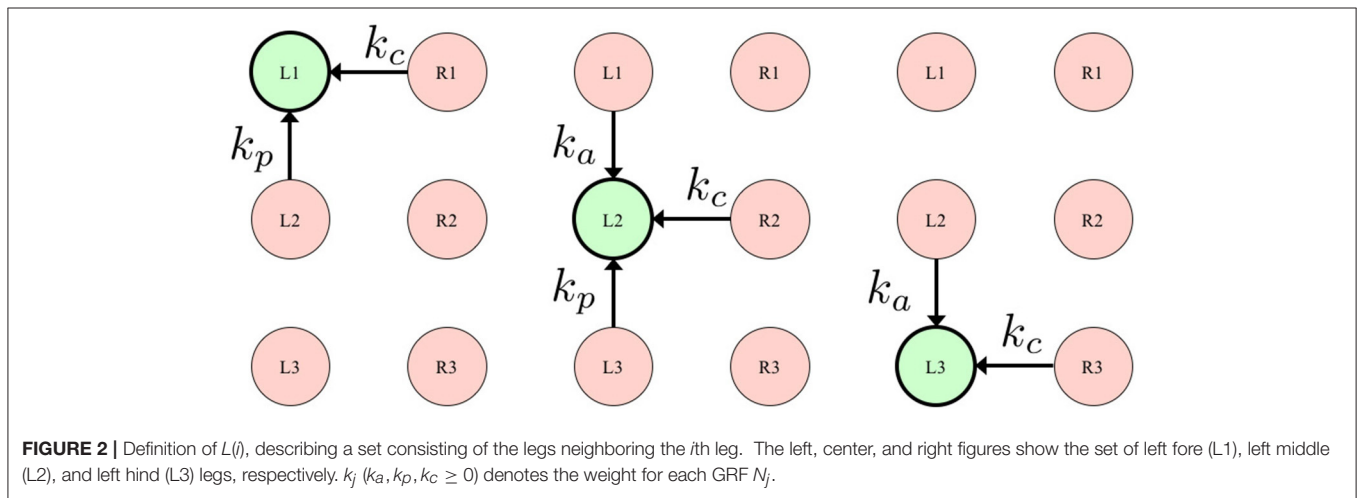 k_c k_p L1 R1 L2 R2 L3 R3
k_a k_c k_p L1 R1 L2 R2 L3 R3
k_a k_c L1 R1 L2 R2 L3 R3
FIGURE 2 | Definition of L(i), describing a set consisting of the legs neighboring the ith leg. The left, center, and right figures show the set of left fore (L1), left middle
(L2), and left hind (L3) legs, respectively. k_j (k_a, k_p, k_c ≥ 0) denotes the weight for each GRF N_j.